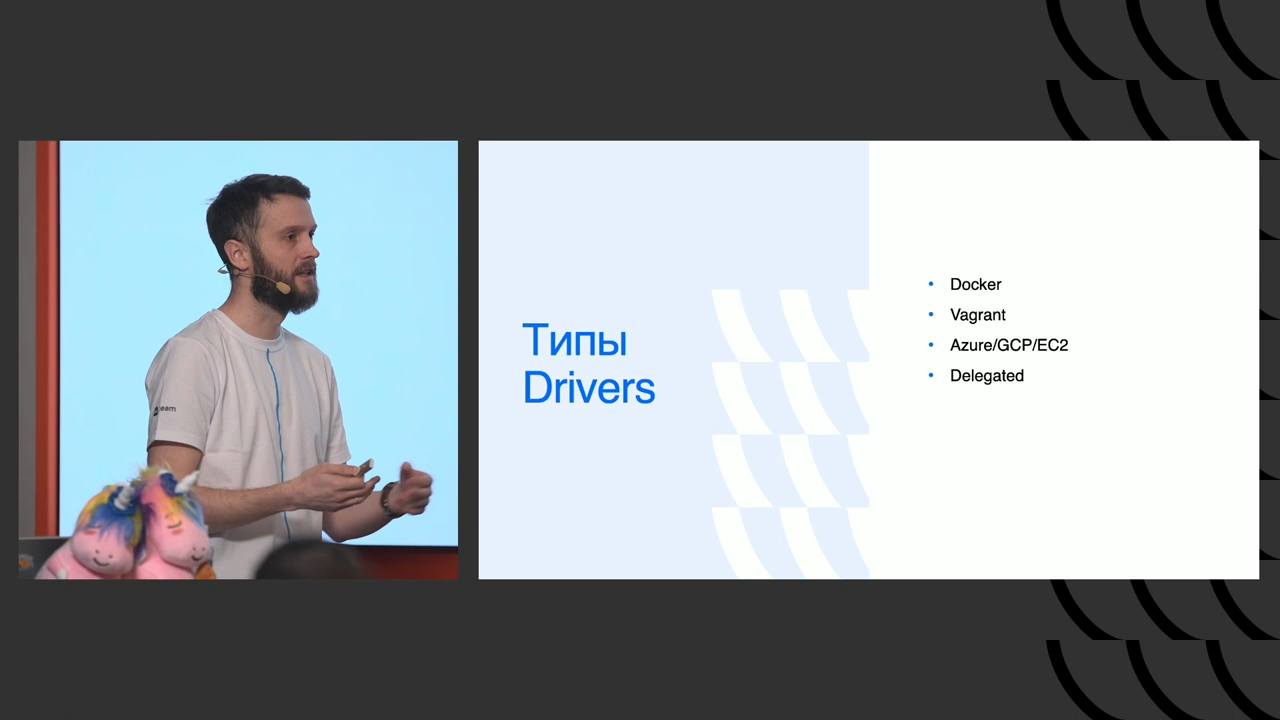 Типы
Drivers
• Docker
• Vagrant
• Azure/GCP/EC2
• Delegated